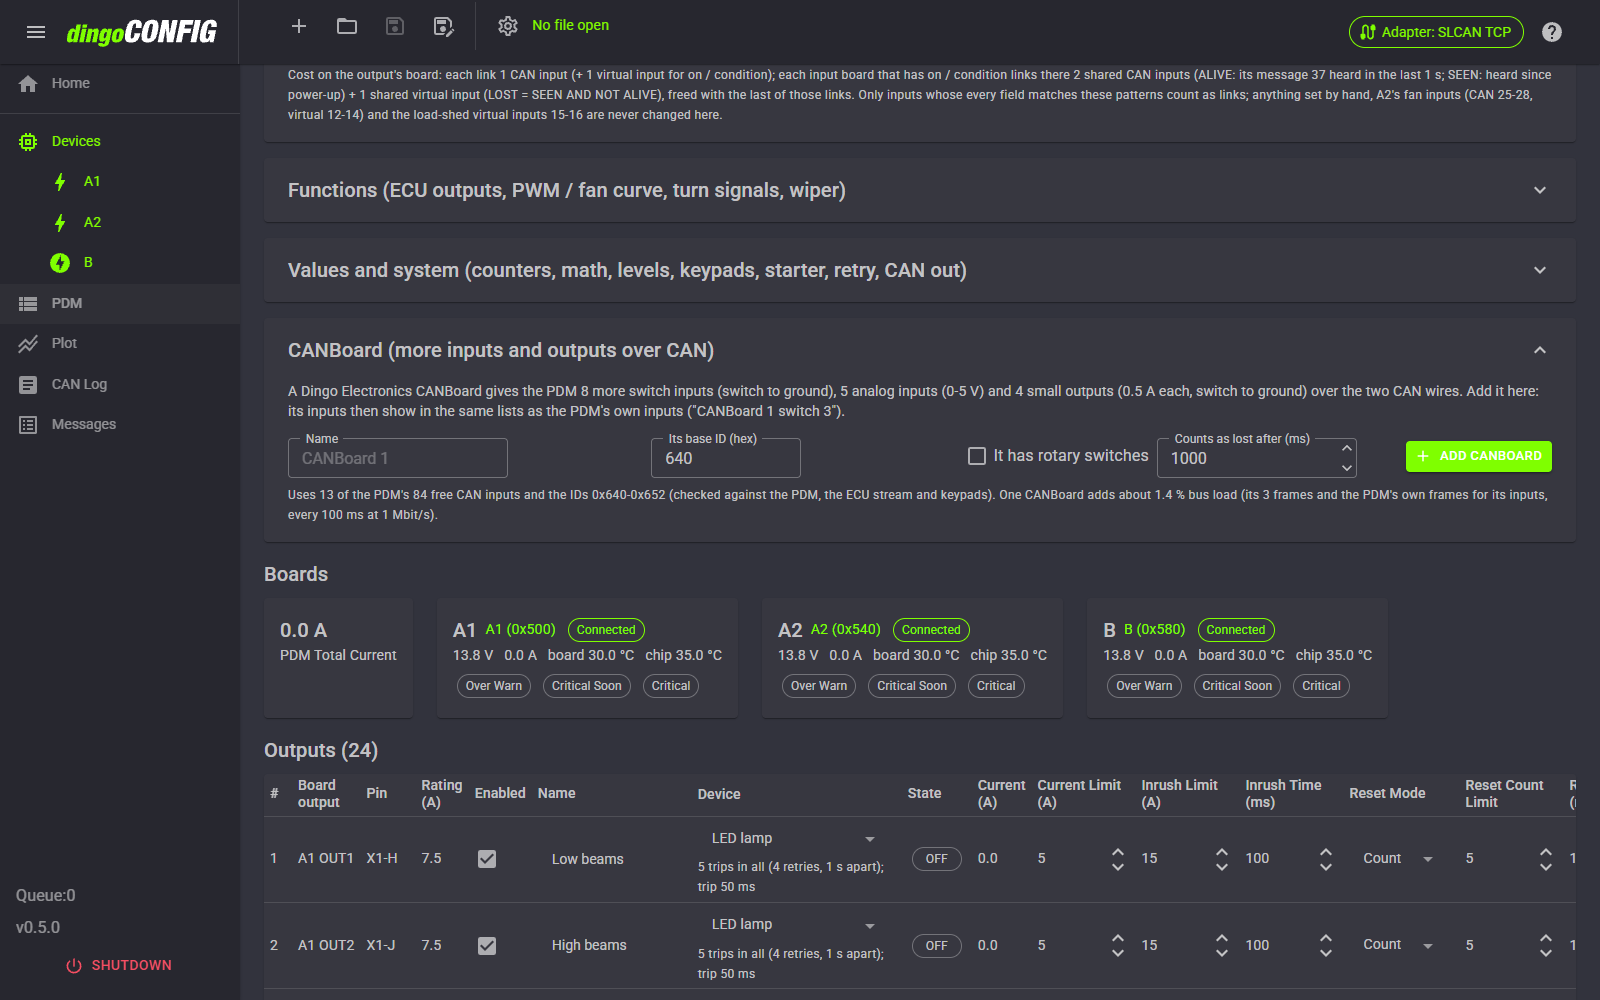 dingoCONFIG
No file open
Adapter: SLCAN TCP
Home
Devices
A1
A2
B
PDM
Plot
CAN Log
Messages
Queue:0
v0.5.0
SHUTDOWN
Cost on the output's board: each link 1 CAN input (+ 1 virtual input for on / condition); each input board that has on / condition links there 2 shared CAN inputs (ALIVE: its message 37 heard in the last 1 s; SEEN: heard since
power-up) + 1 shared virtual input (LOST = SEEN AND NOT ALIVE), freed with the last of those links. Only inputs whose every field matches these patterns count as links; anything set by hand, A2's fan inputs (CAN 25-28,
virtual 12-14) and the load-shed virtual inputs 15-16 are never changed here.
Functions (ECU outputs, PWM / fan curve, turn signals, wiper)
Values and system (counters, math, levels, keypads, starter, retry, CAN out)
CANBoard (more inputs and outputs over CAN)
A Dingo Electronics CANBoard gives the PDM 8 more switch inputs (switch to ground), 5 analog inputs (0-5 V) and 4 small outputs (0.5 A each, switch to ground) over the two CAN wires. Add it here:
its inputs then show in the same lists as the PDM's own inputs ("CANBoard 1 switch 3").
Name
CANBoard 1
Its base ID (hex)
640
It has rotary switches
Counts as lost after (ms)
1000
ADD CANBOARD
Uses 13 of the PDM's 84 free CAN inputs and the IDs 0x640-0x652 (checked against the PDM, the ECU stream and keypads). One CANBoard adds about 1.4 % bus load (its 3 frames and the PDM's own frames for its inputs,
every 100 ms at 1 Mbit/s).
Boards
0.0 A
PDM Total Current
A1 A1 (0x500) Connected
13.8 V 0.0 A board 30.0 °C chip 35.0 °C
Over Warn Critical Soon Critical
A2 A2 (0x540) Connected
13.8 V 0.0 A board 30.0 °C chip 35.0 °C
Over Warn Critical Soon Critical
B B (0x580) Connected
13.8 V 0.0 A board 30.0 °C chip 35.0 °C
Over Warn Critical Soon Critical
Outputs (24)
# Board output Pin Rating (A) Enabled Name Device State Current (A) Current Limit (A) Inrush Limit (A) Inrush Time (ms) Reset Mode Reset Count Limit
1 A1 OUT1 X1-H 7.5 Low beams LED lamp OFF 0.0 5 15 100 Count 5
5 trips in all (4 retries, 1 s apart);
trip 50 ms
2 A1 OUT2 X1-J 7.5 High beams LED lamp OFF 0.0 5 15 100 Count 5
5 trips in all (4 retries, 1 s apart);
trip 50 ms